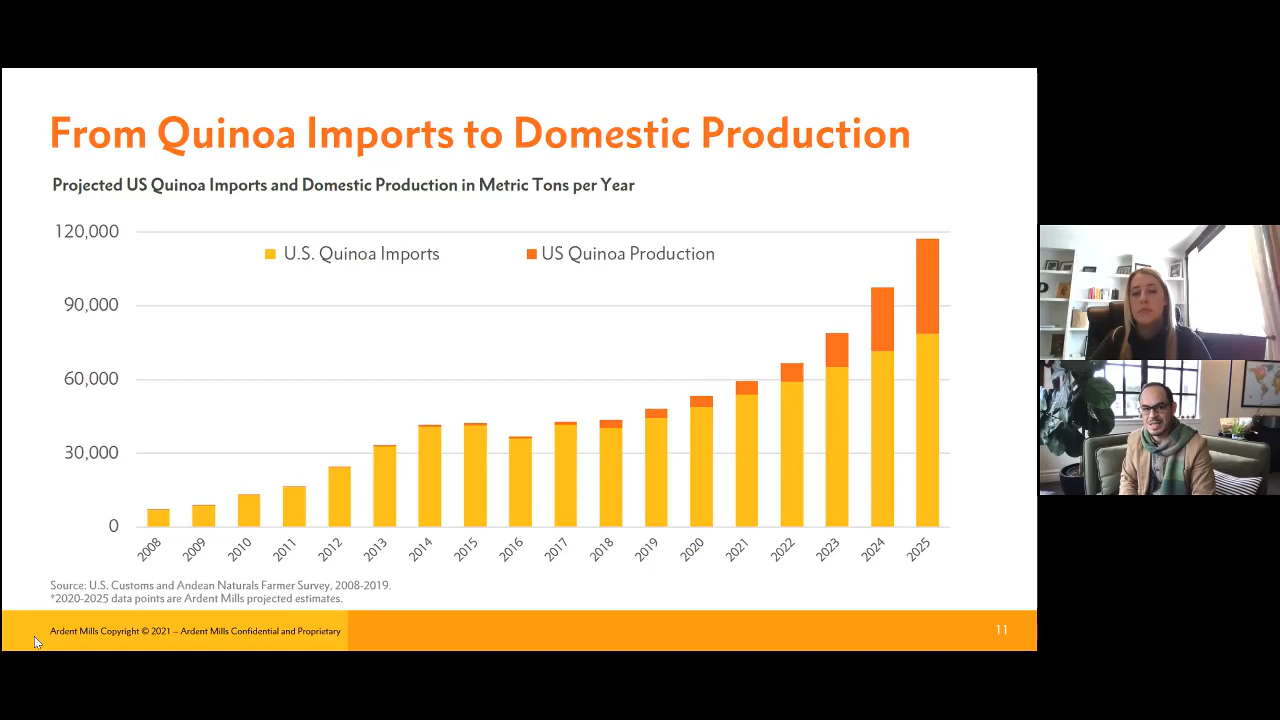 From Quinoa Imports to Domestic Production
Projected US Quinoa Imports and Domestic Production in Metric Tons per Year
U.S. Quinoa Imports US Quinoa Production
120,000
90,000
60,000
30,000
0
2008 2009 2010 2011 2012 2013 2014 2015 2016 2017 2018 2019 2020 2021 2022 2023 2024 2025
Source: U.S. Customs and Andean Naturals Farmer Survey, 2008-2019.
*2020-2025 data points are Ardent Mills projected estimates.
Ardent Mills Copyright © 2021 – Ardent Mills Confidential and Proprietary
11